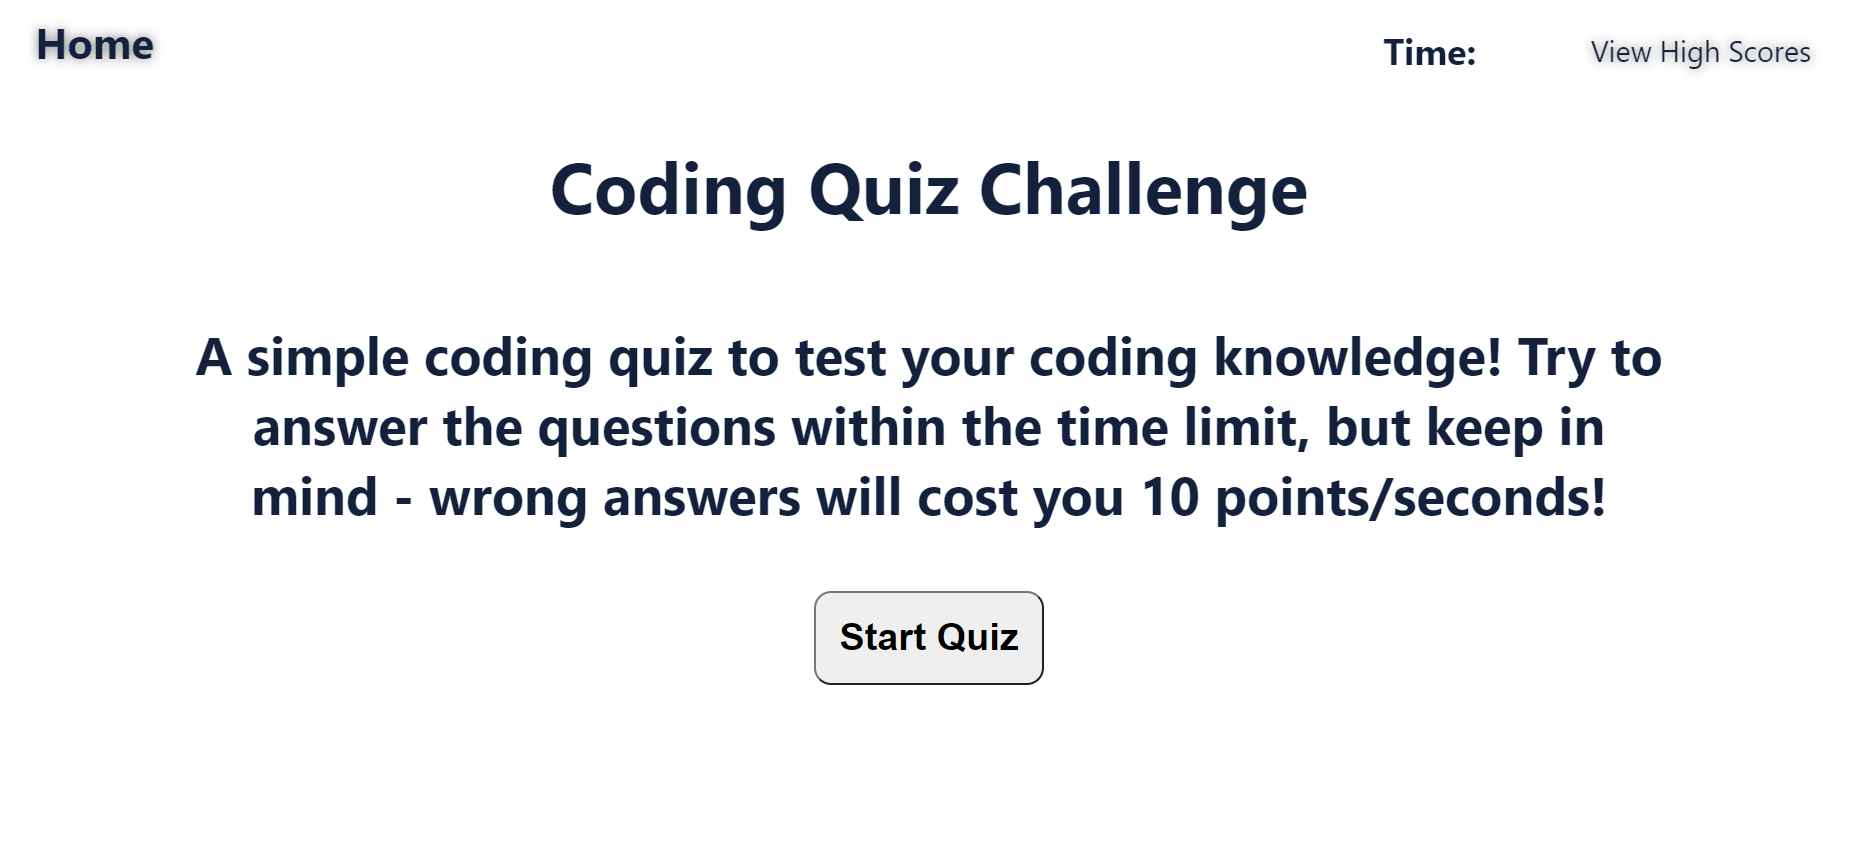 Home
Time:
View High Scores
Coding Quiz Challenge
A simple coding quiz to test your coding knowledge! Try to
answer the questions within the time limit, but keep in
mind - wrong answers will cost you 10 points/seconds!
Start Quiz